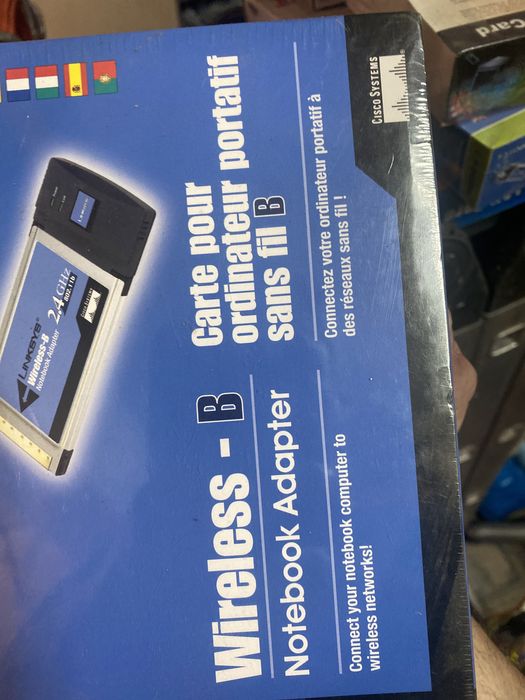 Wireless - B
Notebook Adapter
Connect your notebook computer to
wireless networks!
Carte pour
ordinateur portatif
sans fil B
Connectez votre ordinateur portatif à
des réseaux sans fil !
CISCO SYSTEMS
LINKSYS®
Wireless-B
Notebook Adapter
2.4GHz
802.11b
Card